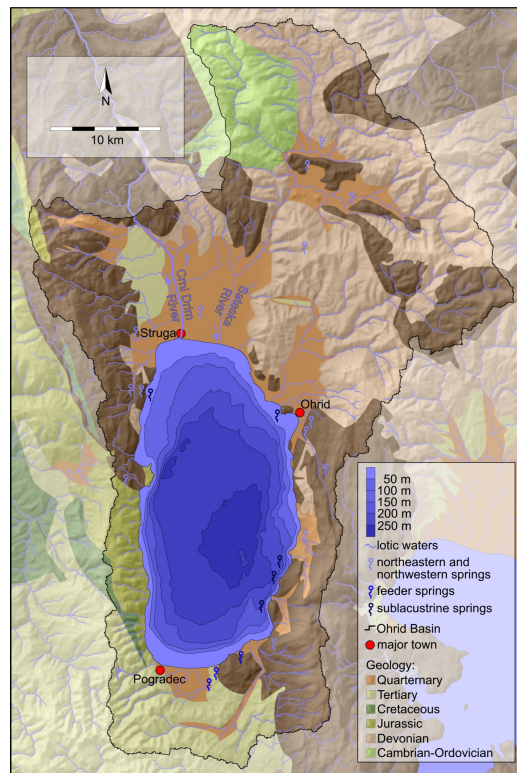 N
10 km
Crni Drim
River
Sateska
River
Struga
Ohrid
Pogradec
50 m
100 m
150 m
200 m
250 m
lotic waters
northeastern and
northwestern springs
feeder springs
sublacustrine springs
Ohrid Basin
major town
Geology:
Quarternary
Tertiary
Cretaceous
Jurassic
Devonian
Cambrian-Ordovician